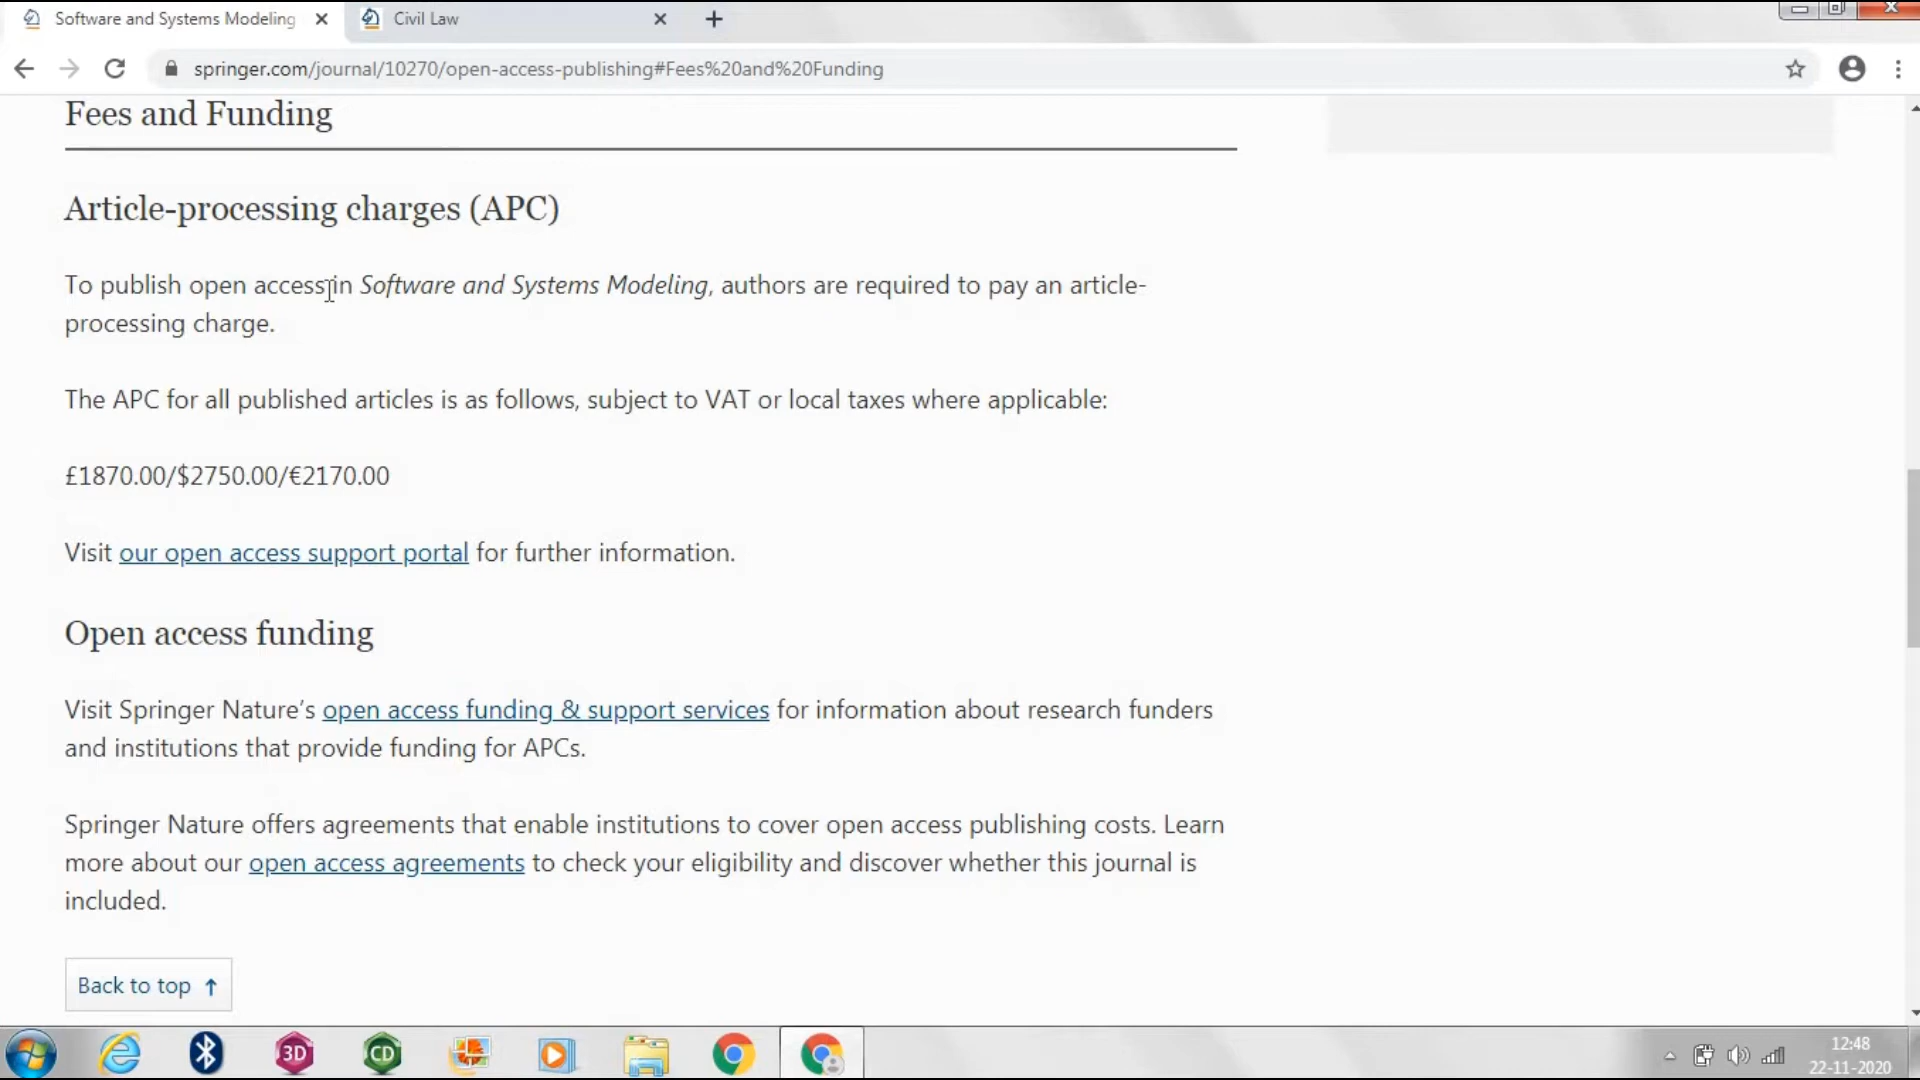 Software and Systems Modeling
Civil Law
springer.com/journal/10270/open-access-publishing#Fees%20and%20Funding
Fees and Funding
Article-processing charges (APC)
To publish open access in Software and Systems Modeling, authors are required to pay an article-
processing charge.
The APC for all published articles is as follows, subject to VAT or local taxes where applicable:
£1870.00/$2750.00/€2170.00
Visit our open access support portal for further information.
Open access funding
Visit Springer Nature’s open access funding & support services for information about research funders
and institutions that provide funding for APCs.
Springer Nature offers agreements that enable institutions to cover open access publishing costs. Learn
more about our open access agreements to check your eligibility and discover whether this journal is
included.
Back to top ↑
3D
CD
12:48
22-11-2020